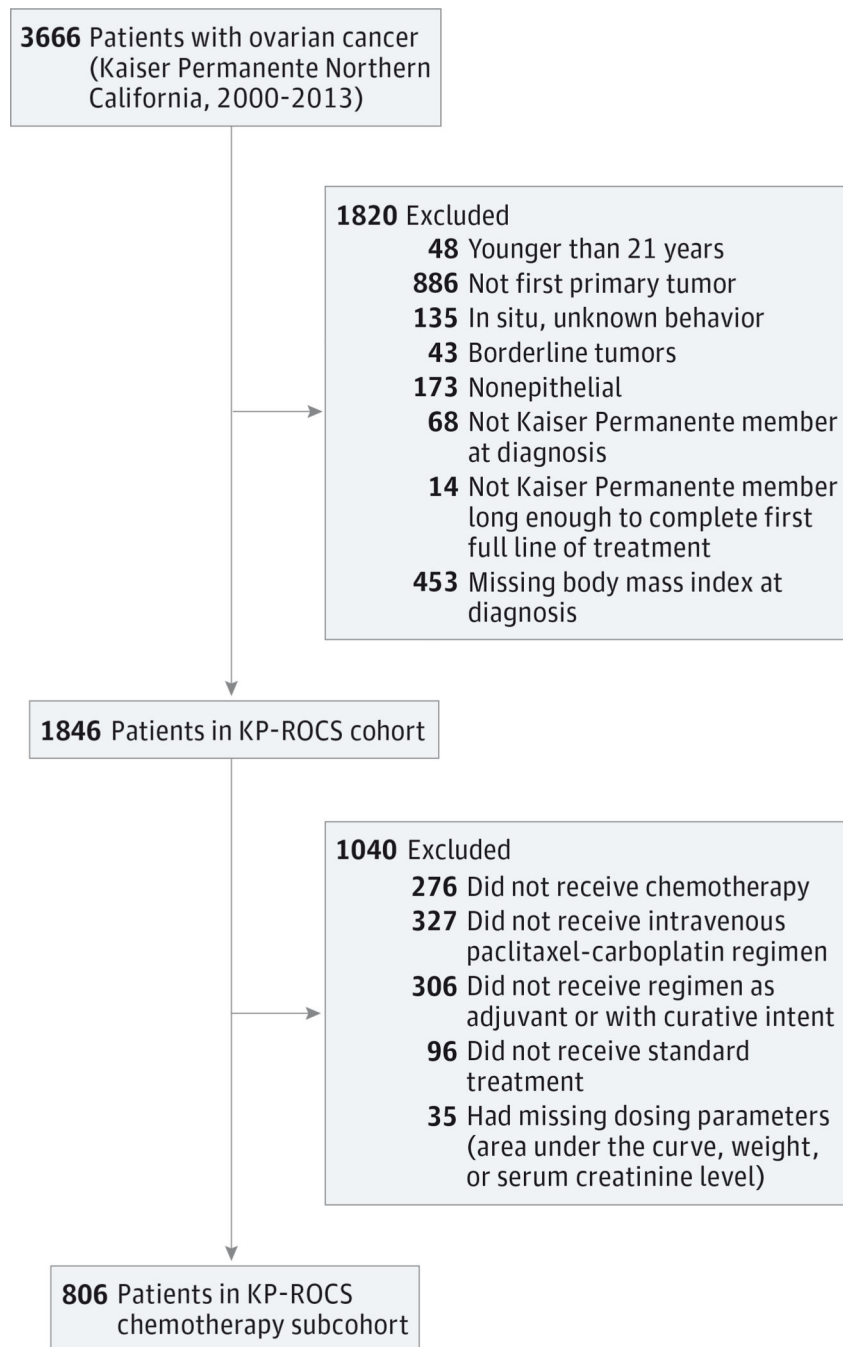 3666 Patients with ovarian cancer
(Kaiser Permanente Northern
California, 2000-2013)
1820 Excluded
48 Younger than 21 years
886 Not first primary tumor
135 In situ, unknown behavior
43 Borderline tumors
173 Nonepithelial
68 Not Kaiser Permanente member
at diagnosis
14 Not Kaiser Permanente member
long enough to complete first
full line of treatment
453 Missing body mass index at
diagnosis
1846 Patients in KP-ROCS cohort
1040 Excluded
276 Did not receive chemotherapy
327 Did not receive intravenous
paclitaxel-carboplatin regimen
306 Did not receive regimen as
adjuvant or with curative intent
96 Did not receive standard
treatment
35 Had missing dosing parameters
(area under the curve, weight,
or serum creatinine level)
806 Patients in KP-ROCS
chemotherapy subcohort